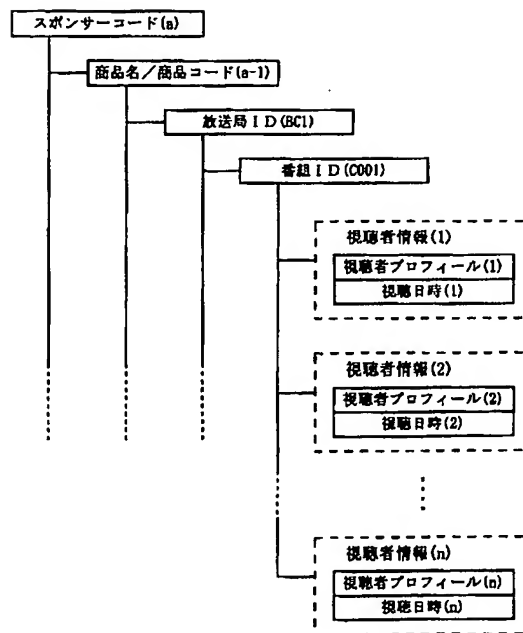 スポンサーコード(a)
商品名／商品コード(a-1)
放送局ＩＤ(BC1)
番組ＩＤ(C001)
視聴者情報(1)
視聴者プロフィール(1)
視聴日時(1)
視聴者情報(2)
視聴者プロフィール(2)
視聴日時(2)
視聴者情報(n)
視聴者プロフィール(n)
視聴日時(n)